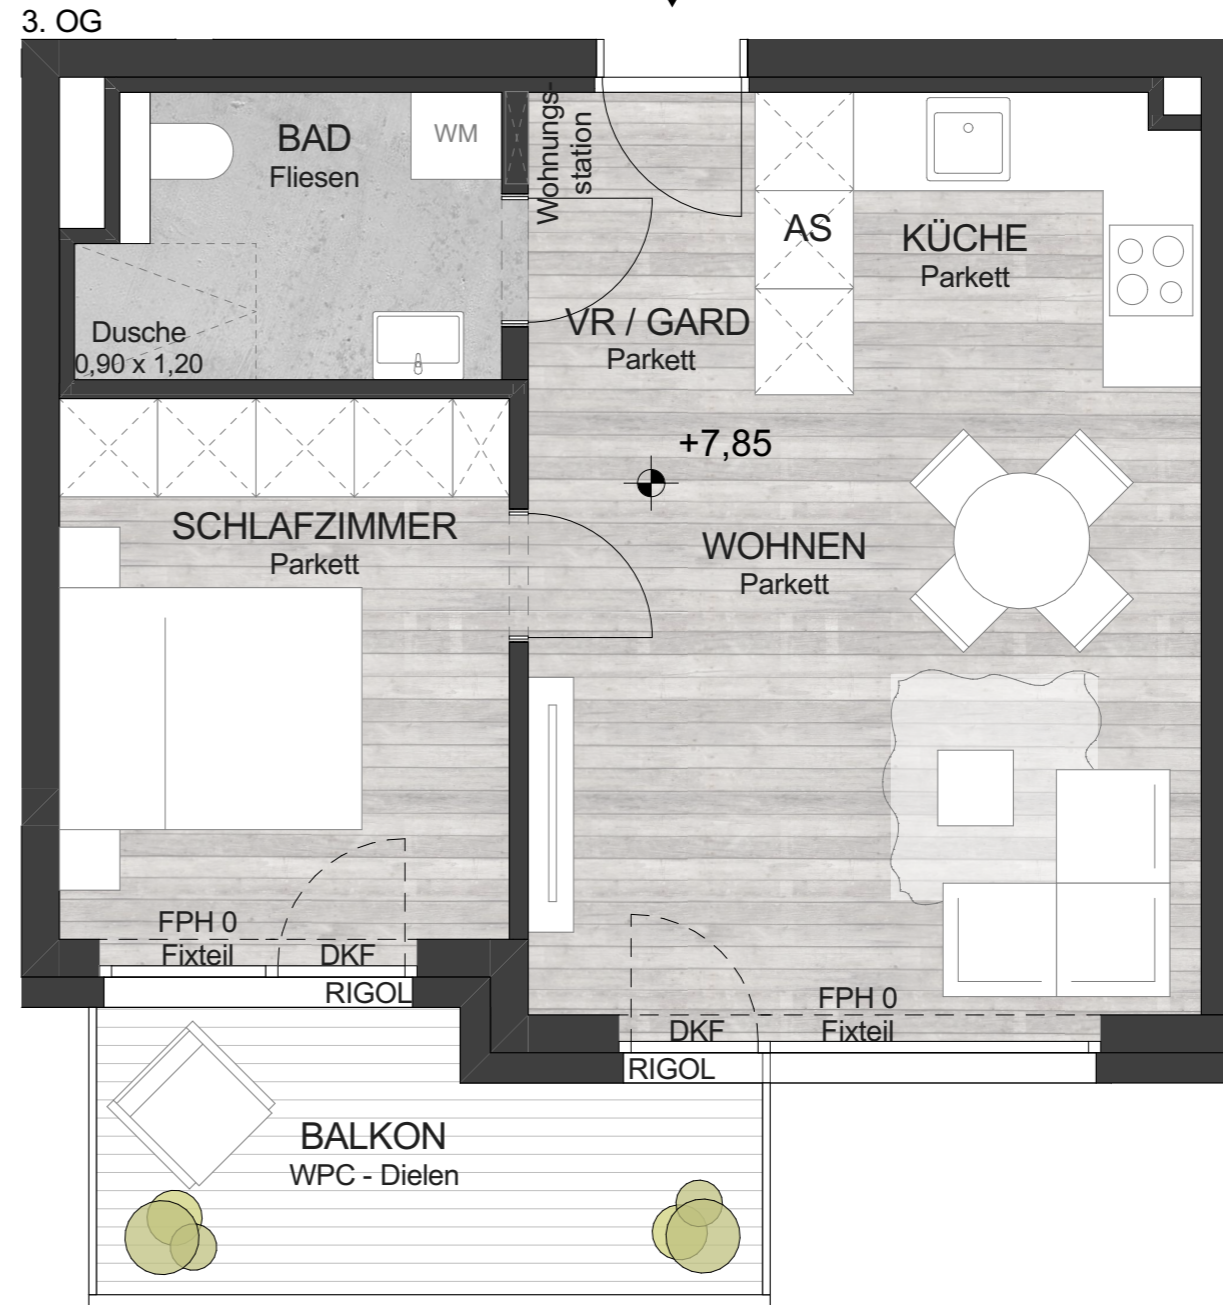 3. OG
BAD
Fliesen
WM
Wohnungs-
station
AS
KÜCHE
Parkett
VR / GARD
Parkett
Dusche
0,90 x 1,20
+7,85
SCHLAFZIMMER
Parkett
WOHNEN
Parkett
FPH 0
Fixteil
DKF
RIGOL
FPH 0
DKF
Fixteil
RIGOL
BALKON
WPC - Dielen